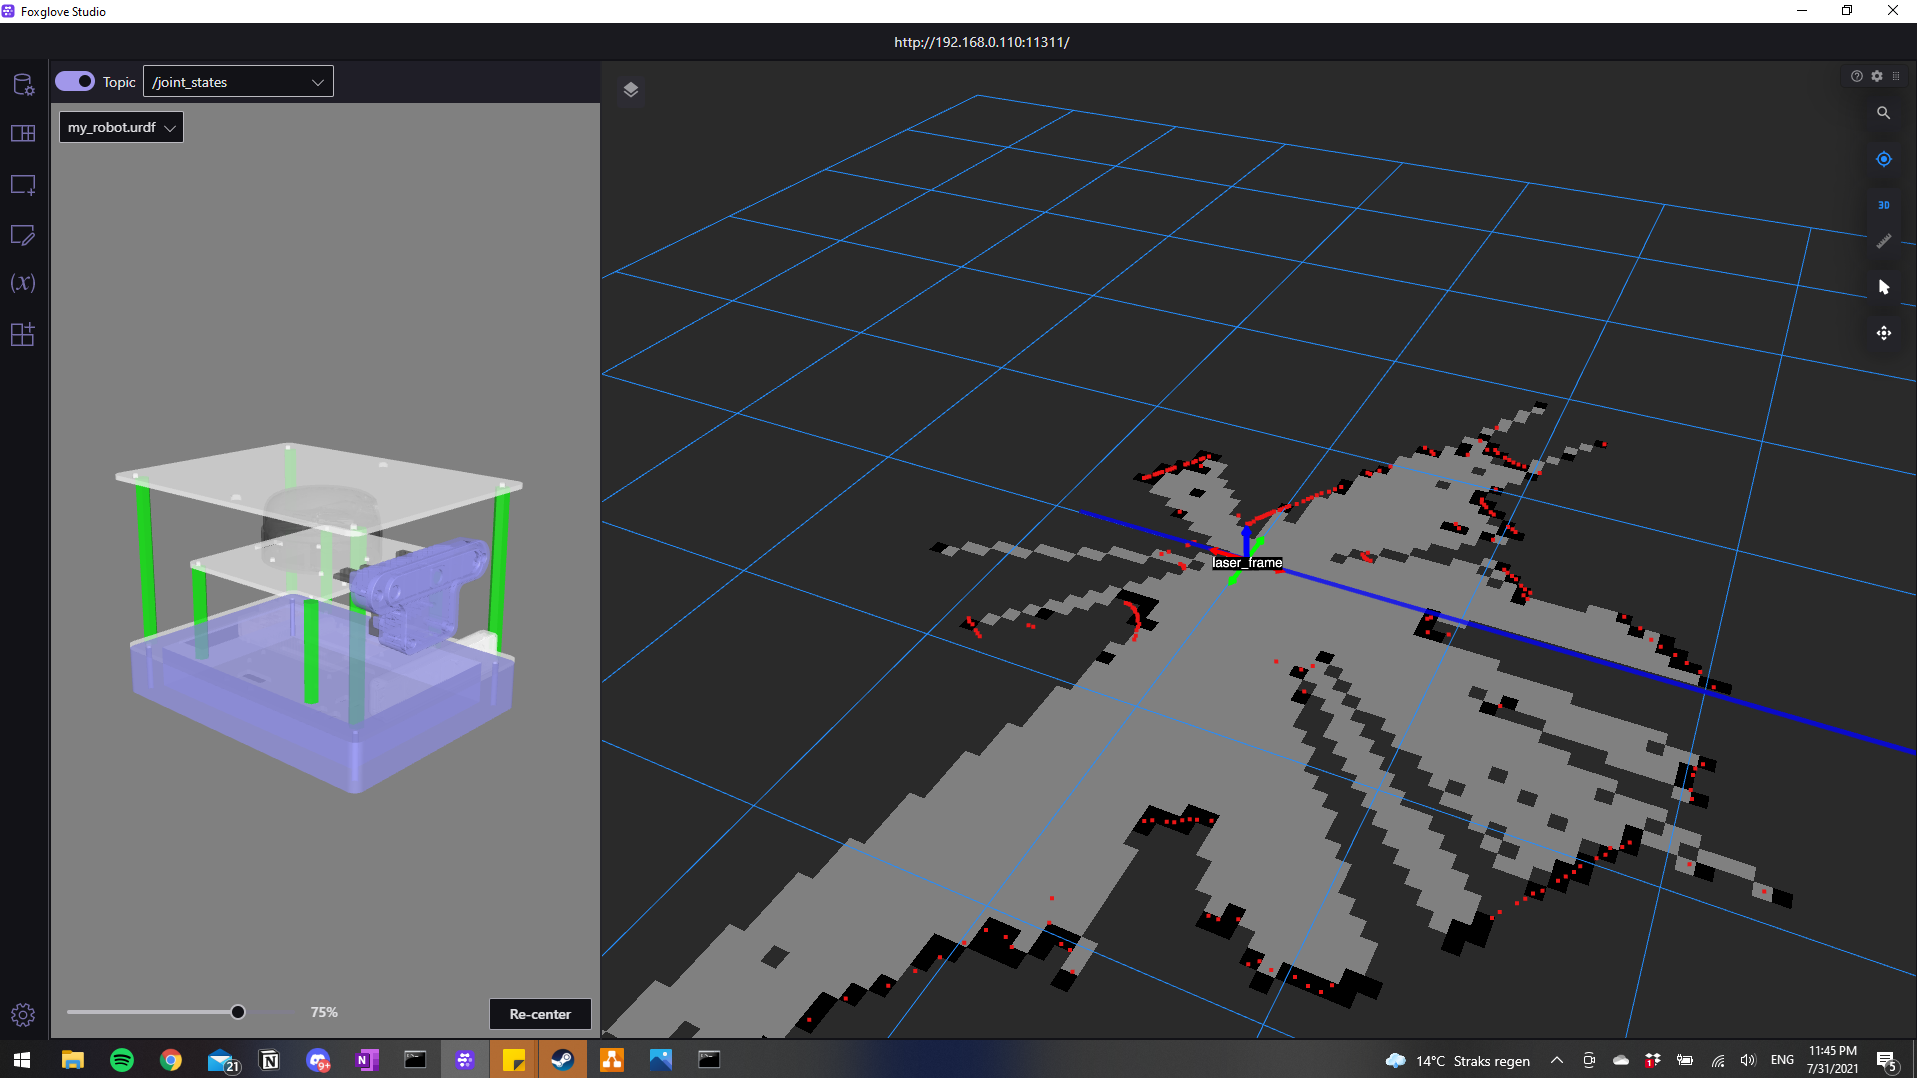 Foxglove Studio
http://192.168.0.110:11311/
Topic
/joint_states
my_robot.urdf
3D
laser_frame
75%
Re-center
(x)
21
9+
14°C Straks regen
1
ENG
11:45 PM
7/31/2021
5